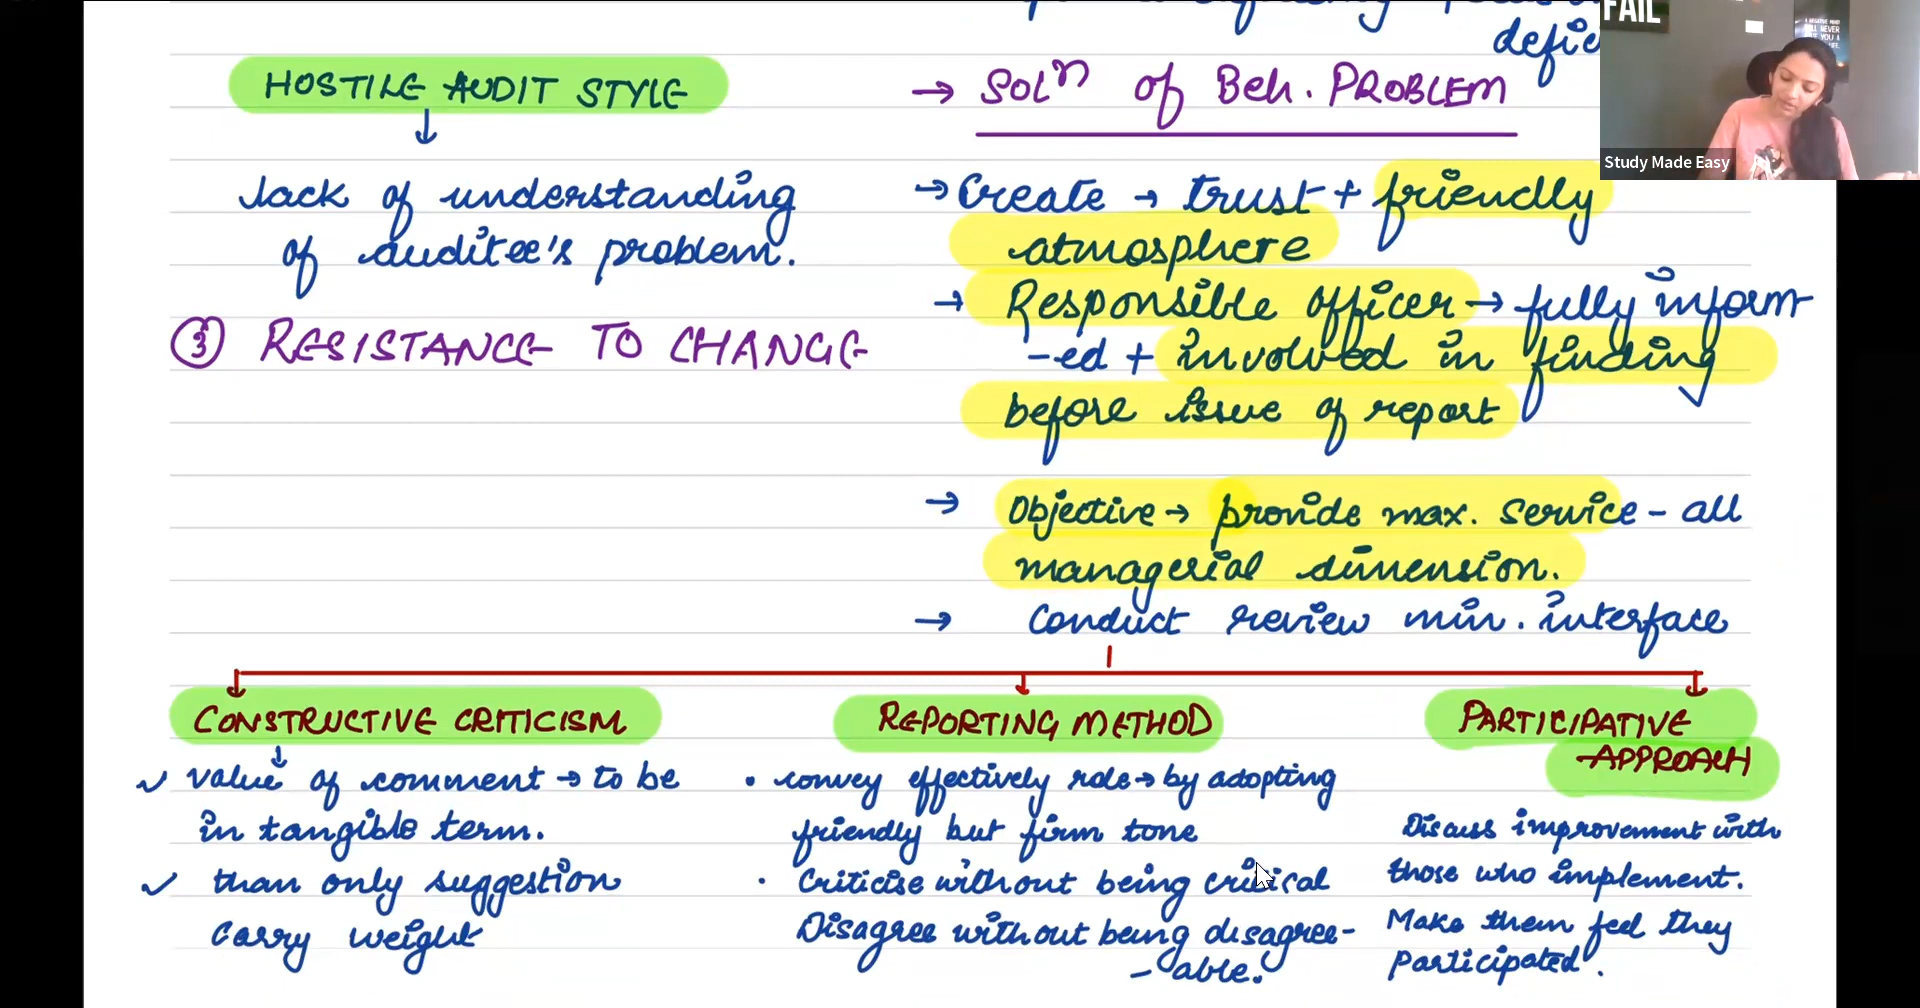 deficie
FAIL
HOSTILE AUDIT STYLE
lack of understanding
of auditee's problem.
③ RESISTANCE TO CHANGE
→ Solⁿ of Beh. PROBLEM
→ Create → trust + friendly
atmosphere
→ Responsible officer → fully inform
-ed + involved in finding
before issue of report
→ Objective → provide max. service - all
managerial dimension.
→ Conduct review min. interface
Study Made Easy
CONSTRUCTIVE CRITICISM
✓ value of comment → to be
in tangible term.
✓ than only suggestion
carry weight
REPORTING METHOD
• convey effectively role → by adopting
friendly but firm tone
• Criticise without being critical
Disagree without being disagree-
- able.
PARTICIPATIVE
-APPROACH
Discuss improvement with
those who implement.
Make them feel they
participated.